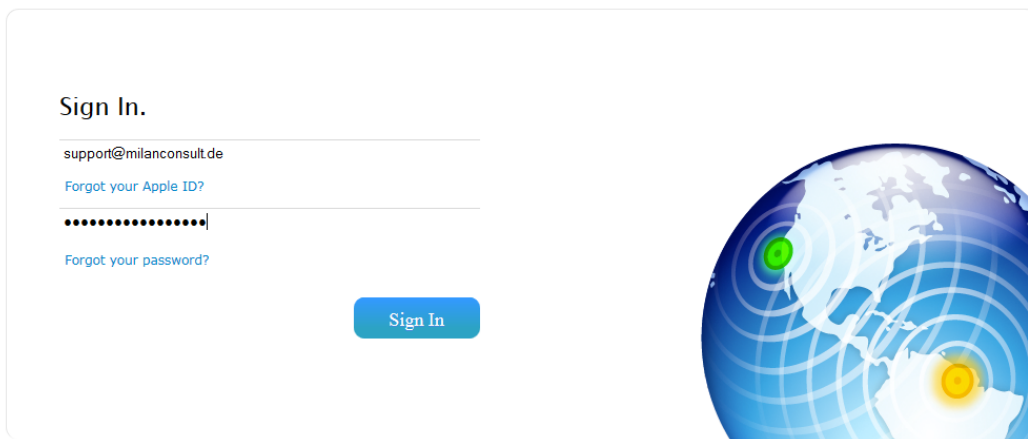 Sign In.
support@milanconsult.de
Forgot your Apple ID?
•••••••••••••••••
Forgot your password?
Sign In